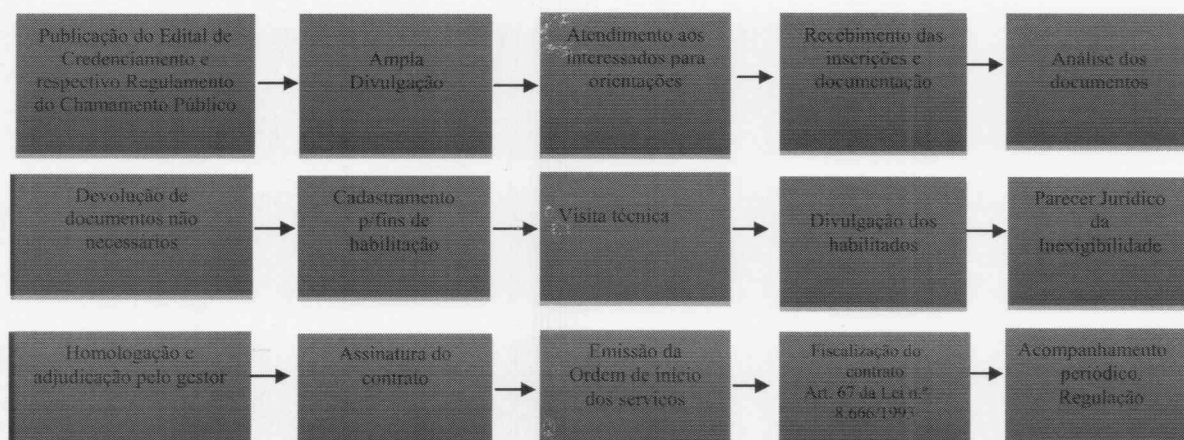 Publicação do Edital de
Credenciamento e
respectivo Regulamento
do Chamamento Público
Ampla
Divulgação
Atendimento aos
interessados para
orientações
Recebimento das
inscrições e
documentação
Análise dos
documentos
Devolução de
documentos não
necessários
Cadastramento
p/fins de
habilitação
Visita técnica
Divulgação dos
habilitados
Parecer Jurídico
da
Inexigibilidade
Homologação e
adjudicação pelo gestor
Assinatura do
contrato
Emissão da
Ordem de início
dos serviços
Fiscalização do
contrato
Art. 67 da Lei n.º
8.666/1993
Acompanhamento
periódico.
Regulação